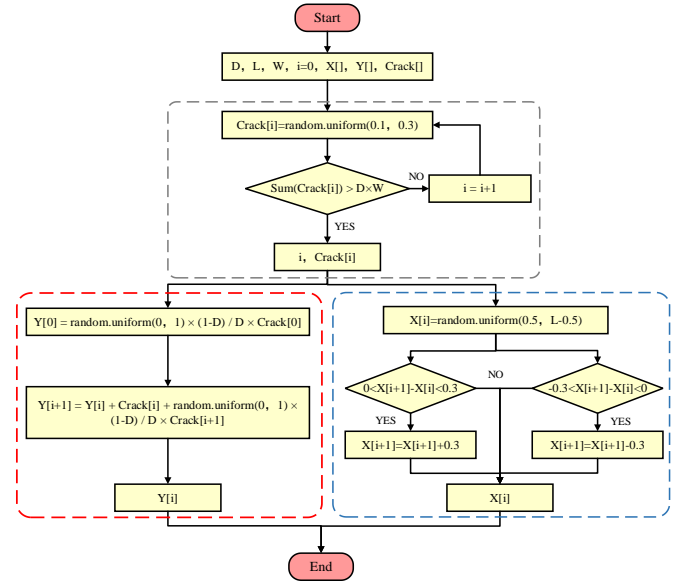 Start
D, L, W, i=0, X[], Y[], Crack[]
Crack[i]=random.uniform(0.1, 0.3)
Sum(Crack[i]) > D×W
NO
i = i+1
YES
i, Crack[i]
Y[0] = random.uniform(0, 1) × (1-D) / D × Crack[0]
X[i]=random.uniform(0.5, L-0.5)
0<X[i+1]-X[i]<0.3
NO
-0.3<X[i+1]-X[i]<0
Y[i+1] = Y[i] + Crack[i] + random.uniform(0, 1) ×
(1-D) / D × Crack[i+1]
YES
YES
X[i+1]=X[i+1]+0.3
X[i+1]=X[i+1]-0.3
Y[i]
X[i]
End